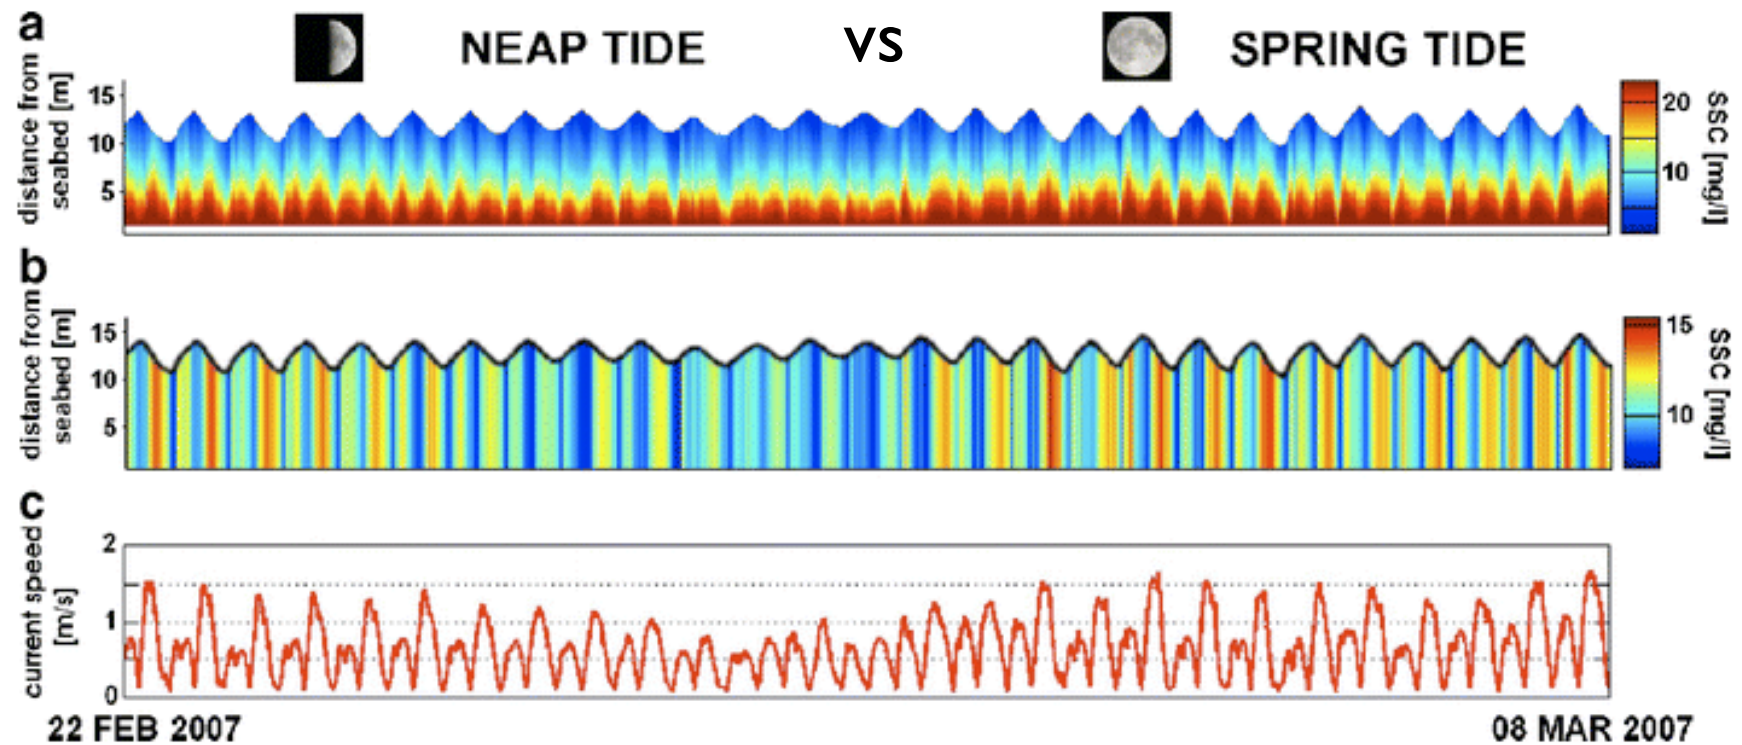 a
NEAP TIDE
VS
SPRING TIDE
distance from
seabed [m]
15
10
5
20
10
SSC [mg/l]
b
distance from
seabed [m]
15
10
5
15
10
SSC [mg/l]
c
current speed
[m/s]
2
1
0
22 FEB 2007
08 MAR 2007